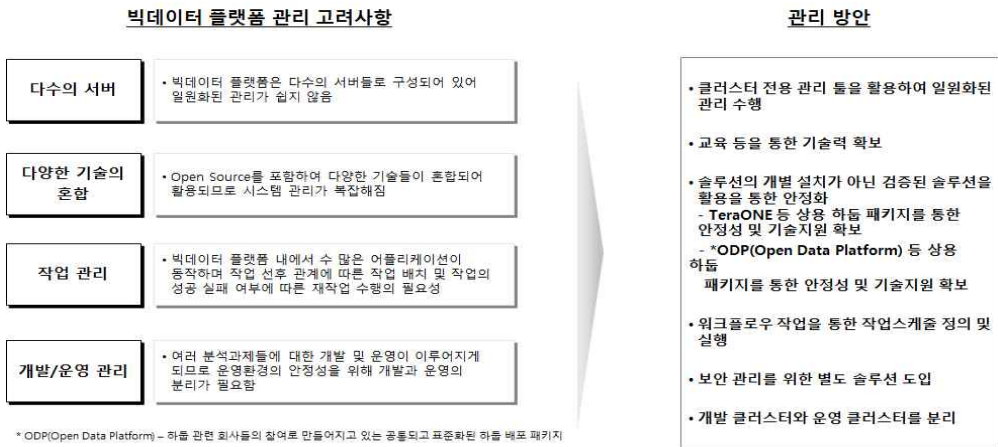 빅데이터 플랫폼 관리 고려사항
관리 방안
다수의 서버
• 빅데이터 플랫폼은 다수의 서버들로 구성되어 있어
일원화된 관리가 쉽지 않음
다양한 기술의
혼합
• Open Source를 포함하여 다양한 기술들이 혼합되어
활용되므로 시스템 관리가 복잡해짐
작업 관리
• 빅데이터 플랫폼 내에서 수 많은 어플리케이션이
동작하며 작업 선후 관계에 따른 작업 배치 및 작업의
성공 실패 여부에 따른 재작업 수행의 필요성
개발/운영 관리
• 여러 분석과제들에 대한 개발 및 운영이 이루어지게
되므로 운영환경의 안정성을 위해 개발과 운영의
분리가 필요함
* ODP(Open Data Platform) – 하둡 관련 회사들의 참여로 만들어지고 있는 공통되고 표준화된 하둡 배포 패키지
• 클러스터 전용 관리 툴을 활용하여 일원화된
관리 수행
• 교육 등을 통한 기술력 확보
• 솔루션의 개별 설치가 아닌 검증된 솔루션을
활용을 통한 안정화
- TeraONE 등 상용 하둡 패키지를 통한
안정성 및 기술지원 확보
- *ODP(Open Data Platform) 등 상용
하둡
패키지를 통한 안정성 및 기술지원 확보
• 워크플로우 작업을 통한 작업스케줄 정의 및
실행
• 보안 관리를 위한 별도 솔루션 도입
• 개발 클러스터와 운영 클러스터를 분리